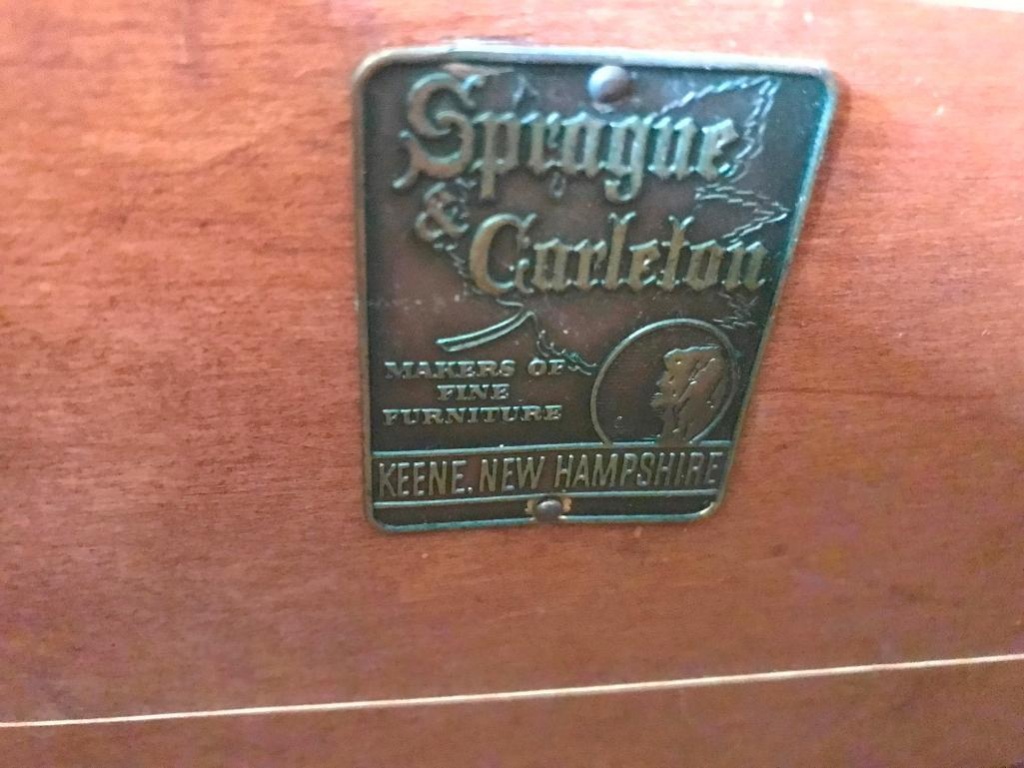 Sprague
& Carleton
MAKERS OF
FINE
FURNITURE
KEENE, NEW HAMPSHIRE